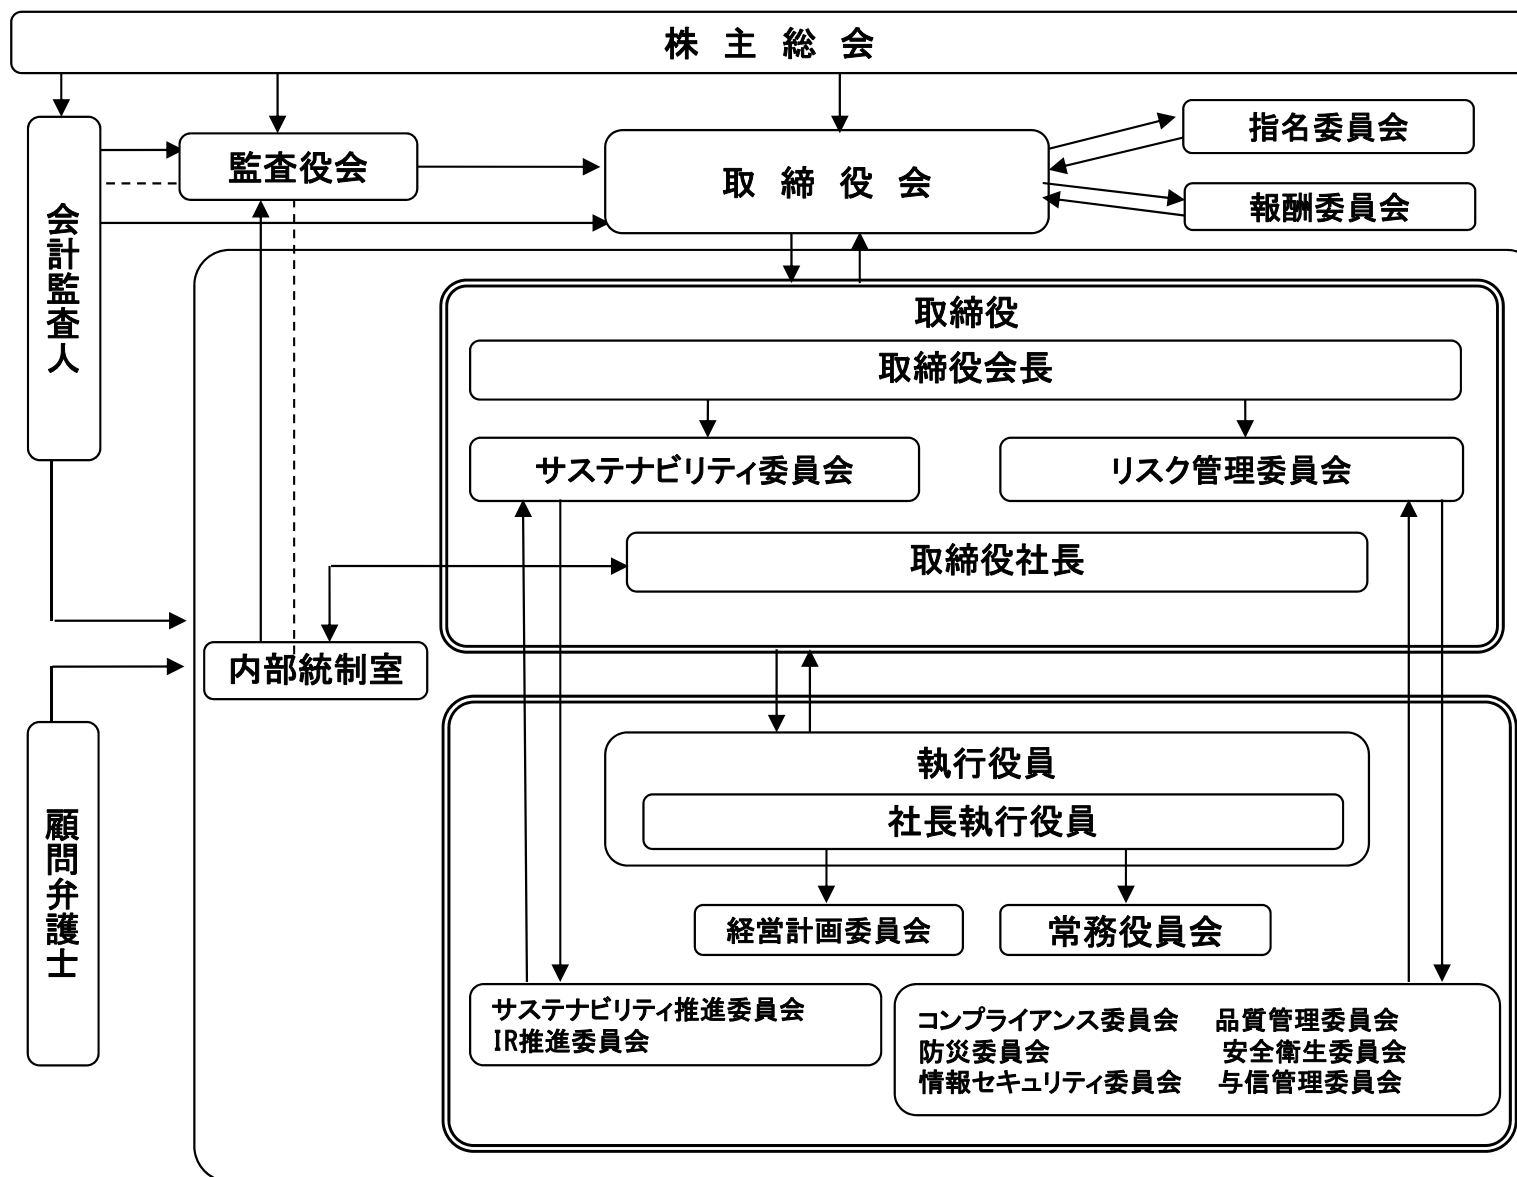 株主総会
会計監査人
監査役会
取締役会
指名委員会
報酬委員会
取締役
取締役会長
サステナビリティ委員会
リスク管理委員会
取締役社長
内部統制室
顧問弁護士
執行役員
社長執行役員
経営計画委員会
常務役員会
サステナビリティ推進委員会
IR推進委員会
コンプライアンス委員会 品質管理委員会
防災委員会 安全衛生委員会
情報セキュリティ委員会 与信管理委員会